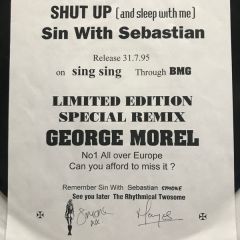 SHUT UP (and sleep with me)
Sin With Sebastian
Release 31.7.95
on sing sing Through BMG
LIMITED EDITION
SPECIAL REMIX
GEORGE MOREL
No1 All over Europe
Can you afford to miss it ?
Remember Sin With Sebastian
See you later The Rhythmical Twosome